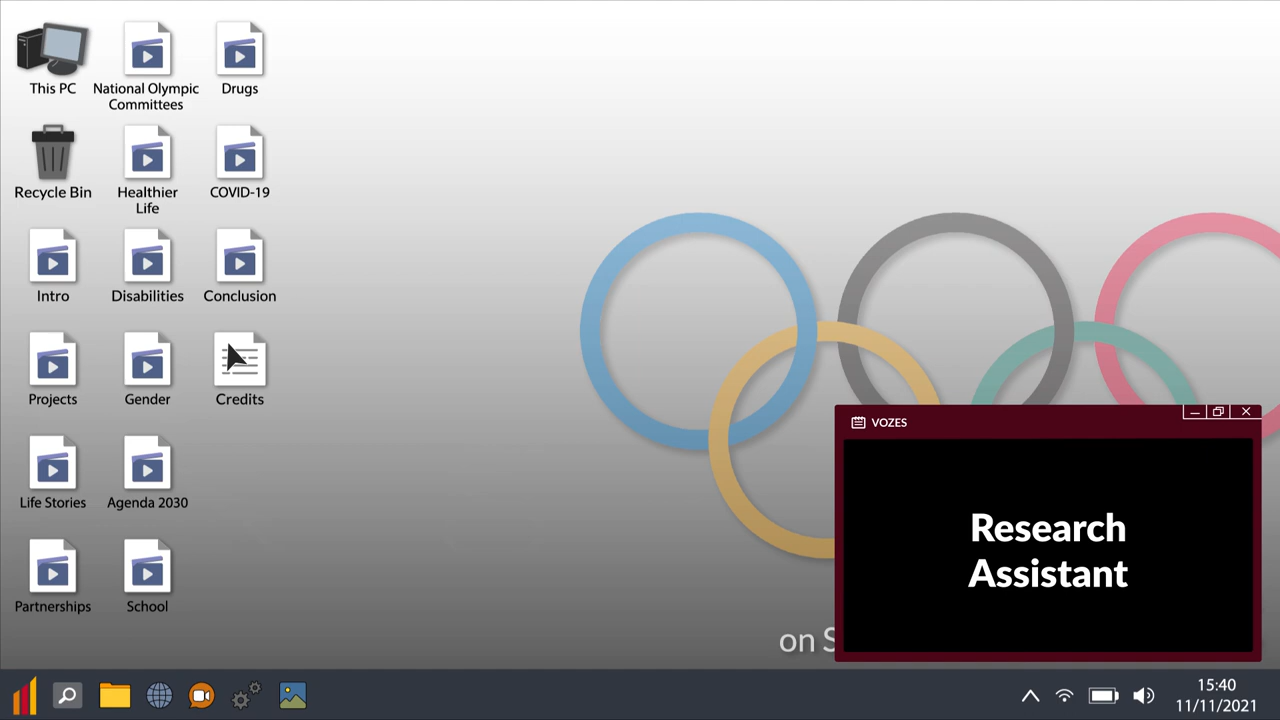 This PC
National Olympic
Committees
Drugs
Recycle Bin
Healthier
Life
COVID-19
Intro
Disabilities
Conclusion
Projects
Gender
Credits
Life Stories
Agenda 2030
Partnerships
School
VOZES
Research
Assistant
on
15:40
11/11/2021